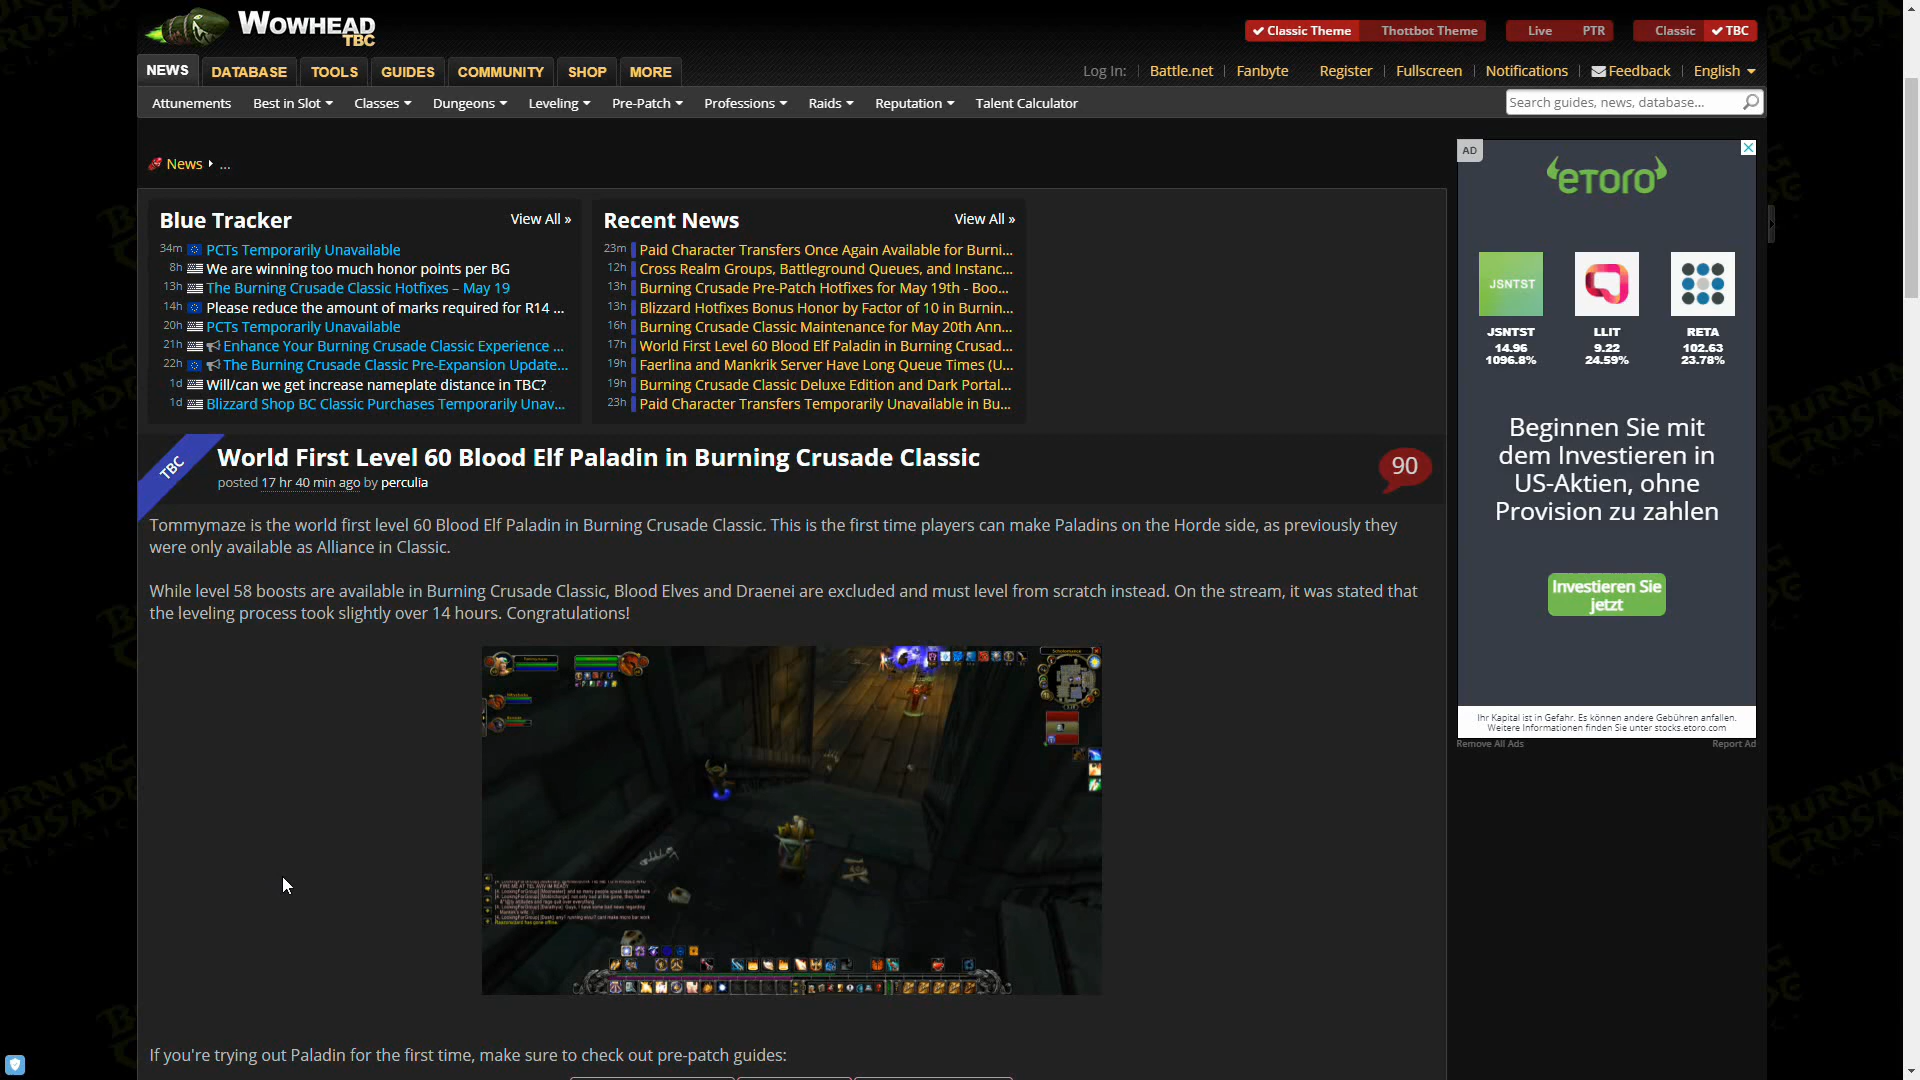 WOWHEAD
TBC
Classic Theme Thottbot Theme Live PTR Classic TBC
NEWS DATABASE TOOLS GUIDES COMMUNITY SHOP MORE
Log In: Battle.net Fanbyte Register Fullscreen Notifications Feedback English
Attunements Best in Slot Classes Dungeons Leveling Pre-Patch Professions Raids Reputation Talent Calculator
Search guides, news, database...
News ...
Blue Tracker View All »
34m PCTs Temporarily Unavailable
8h We are winning too much honor points per BG
13h The Burning Crusade Classic Hotfixes – May 19
14h Please reduce the amount of marks required for R14 ...
20h PCTs Temporarily Unavailable
21h Enhance Your Burning Crusade Classic Experience ...
22h The Burning Crusade Classic Pre-Expansion Update...
1d Will/can we get increase nameplate distance in TBC?
1d Blizzard Shop BC Classic Purchases Temporarily Unav...
Recent News View All »
23m Paid Character Transfers Once Again Available for Burni...
12h Cross Realm Groups, Battleground Queues, and Instanc...
13h Burning Crusade Pre-Patch Hotfixes for May 19th - Boo...
13h Blizzard Hotfixes Bonus Honor by Factor of 10 in Burnin...
16h Burning Crusade Classic Maintenance for May 20th Ann...
17h World First Level 60 Blood Elf Paladin in Burning Crusad...
19h Faerlina and Mankrik Server Have Long Queue Times (U...
19h Burning Crusade Classic Deluxe Edition and Dark Portal...
23h Paid Character Transfers Temporarily Unavailable in Bu...
TBC
World First Level 60 Blood Elf Paladin in Burning Crusade Classic
90
posted 17 hr 40 min ago by perculia
Tommymaze is the world first level 60 Blood Elf Paladin in Burning Crusade Classic. This is the first time players can make Paladins on the Horde side, as previously they
were only available as Alliance in Classic.
While level 58 boosts are available in Burning Crusade Classic, Blood Elves and Draenei are excluded and must level from scratch instead. On the stream, it was stated that
the leveling process took slightly over 14 hours. Congratulations!
If you're trying out Paladin for the first time, make sure to check out pre-patch guides:
AD
eTORO
JSNTST
JSNTST LLIT RETA
14.96 9.22 102.63
1096.8% 24.59% 23.78%
Beginnen Sie mit
dem Investieren in
US-Aktien, ohne
Provision zu zahlen
Investieren Sie
jetzt
Ihr Kapital ist in Gefahr. Es können andere Gebühren anfallen.
Weitere Informationen finden Sie unter stocks.etoro.com
Remove All Ads Report Ad